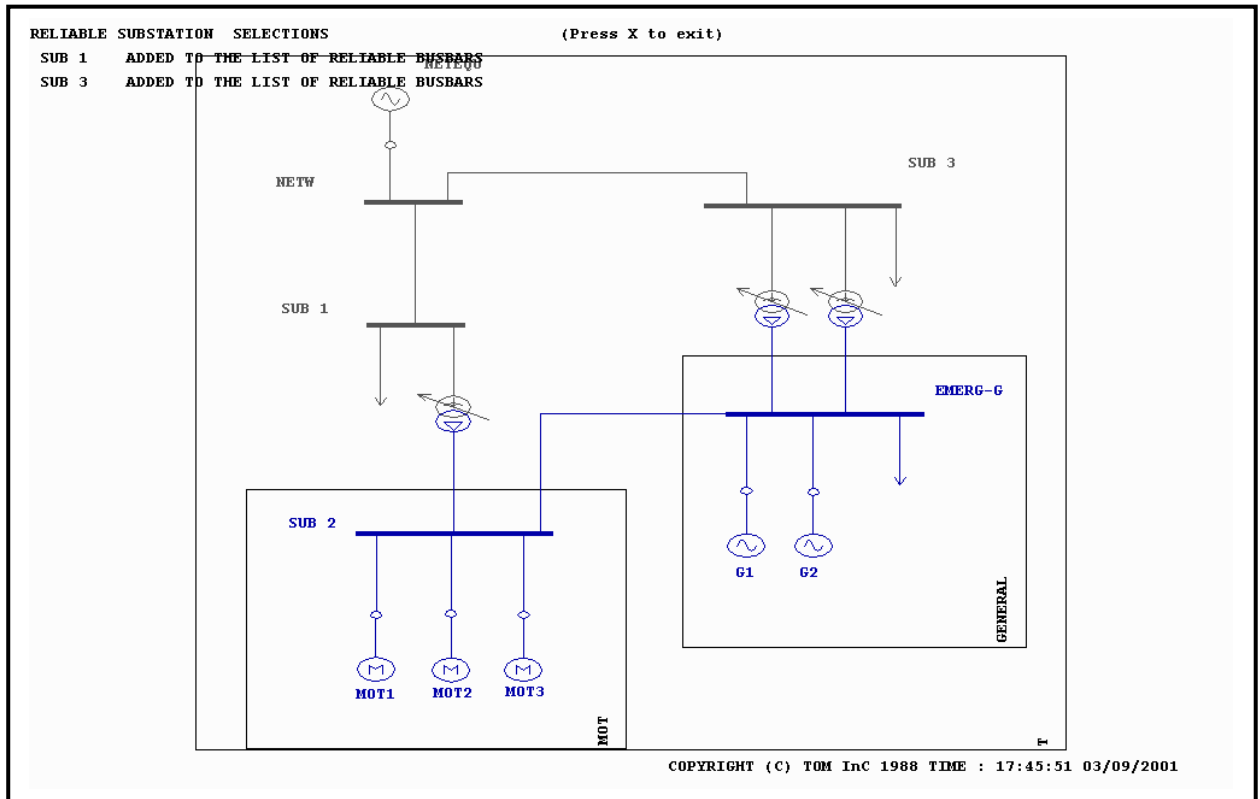 RELIABLE SUBSTATION SELECTIONS (Press X to exit)
SUB 1 ADDED TO THE LIST OF RELIABLE BUSBARS
NETEQU
SUB 3 ADDED TO THE LIST OF RELIABLE BUSBARS
SUB 3
NETW
SUB 1
EMERG-G
SUB 2
G1 G2
GENERAL
M M M
MOT1 MOT2 MOT3
MOT
T
COPYRIGHT (C) TOM InC 1988 TIME : 17:45:51 03/09/2001